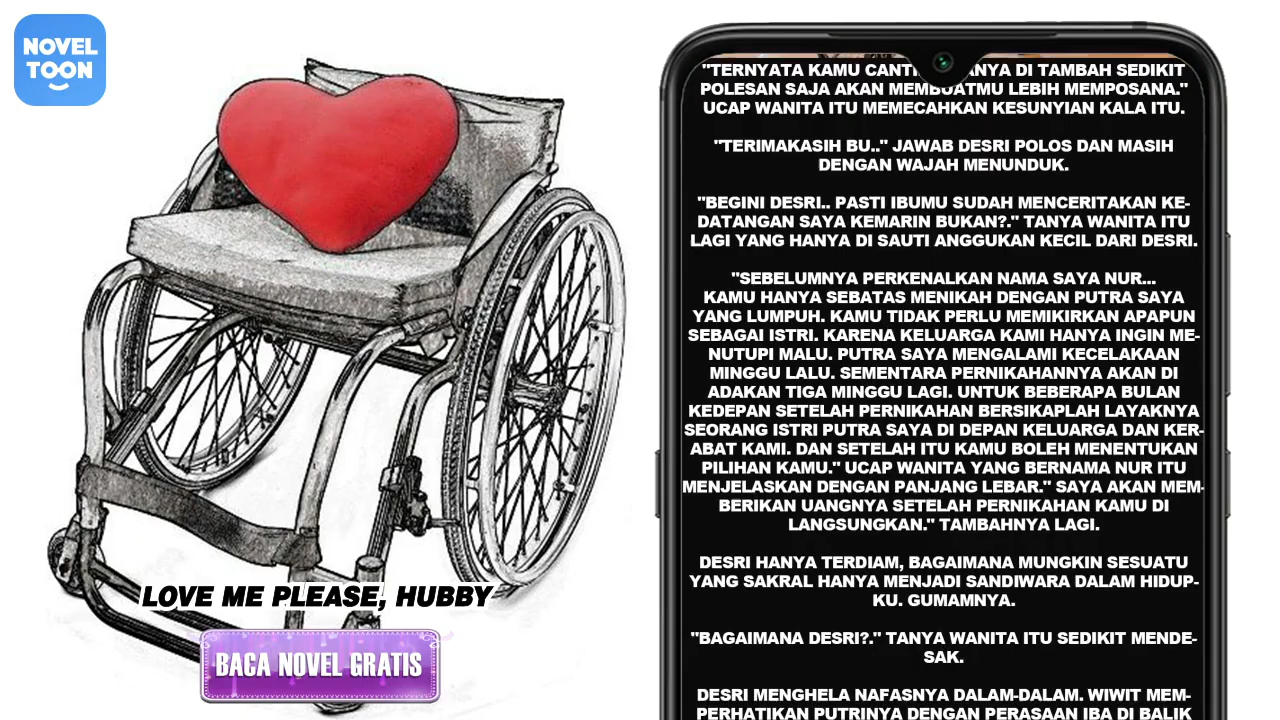 NOVEL
TOON
LOVE ME PLEASE, HUBBY
BACA NOVEL GRATIS
"TERNYATA KAMU DI TAMBAH SEDIKIT
POLESAN SAJA AKAN MEMBUATMU LEBIH MEMPOSANA."
UCAP WANITA ITU MEMECAHKAN KESUNYIAN KALA ITU.
"TERIMAKASIH BU.." JAWAB DESRI POLOS DAN MASIH
DENGAN WAJAH MENUNDUK.
"BEGINI DESRI.. PASTI IBUMU SUDAH MENCERITAKAN KE-
DATANGAN SAYA KEMARIN BUKAN?." TANYA WANITA ITU
LAGI YANG HANYA DI SAUTI ANGGUKAN KECIL DARI DESRI.
"SEBELUMNYA PERKENALKAN NAMA SAYA NUR...
KAMU HANYA SEBATAS MENIKAH DENGAN PUTRA SAYA
YANG LUMPUH. KAMU TIDAK PERLU MEMIKIRKAN APAPUN
SEBAGAI ISTRI. KARENA KELUARGA KAMI HANYA INGIN ME-
NUTUPI MALU. PUTRA SAYA MENGALAMI KECELAKAAN
MINGGU LALU. SEMENTARA PERNIKAHANNYA AKAN DI
ADAKAN TIGA MINGGU LAGI. UNTUK BEBERAPA BULAN
KEDEPAN SETELAH PERNIKAHAN BERSIKAPLAH LAYAKNYA
SEORANG ISTRI PUTRA SAYA DI DEPAN KELUARGA DAN KER-
ABAT KAMI. DAN SETELAH ITU KAMU BOLEH MENENTUKAN
PILIHAN KAMU." UCAP WANITA YANG BERNAMA NUR ITU
MENJELASKAN DENGAN PANJANG LEBAR." SAYA AKAN MEM-
BERIKAN UANGNYA SETELAH PERNIKAHAN KAMU DI
LANGSUNGKAN." TAMBAHNYA LAGI.
DESRI HANYA TERDIAM, BAGAIMANA MUNGKIN SESUATU
YANG SAKRAL HANYA MENJADI SANDIWARA DALAM HIDUP-
KU. GUMAMNYA.
"BAGAIMANA DESRI?." TANYA WANITA ITU SEDIKIT MENDE-
SAK.
DESRI MENGHELA NAFASNYA DALAM-DALAM. WIWIT MEM-
PERHATIKAN PUTRINYA DENGAN PERASAAN IBA DI BALIK